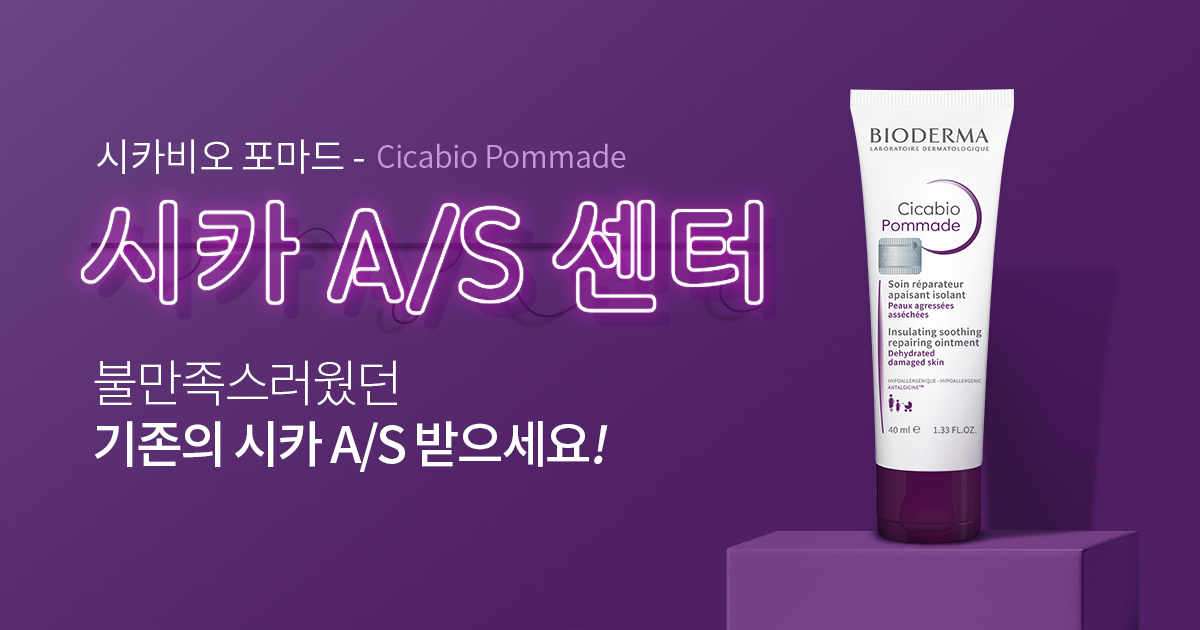 시카비오 포마드 - Cicabio Pommade
시카 A/S 센터
불만족스러웠던
기존의 시카 A/S 받으세요!
BIODERMA
LABORATOIRE DERMATOLOGIQUE
Cicabio
Pommade
Soin réparateur
apaisant isolant
Peaux agressées
asséchées
Insulating soothing
repairing ointment
Dehydrated
damaged skin
HYPOALLERGÉNIQUE - HYPOALLERGENIC
ANTALGICINE™
40 ml ℮ 1.33 FL.OZ.